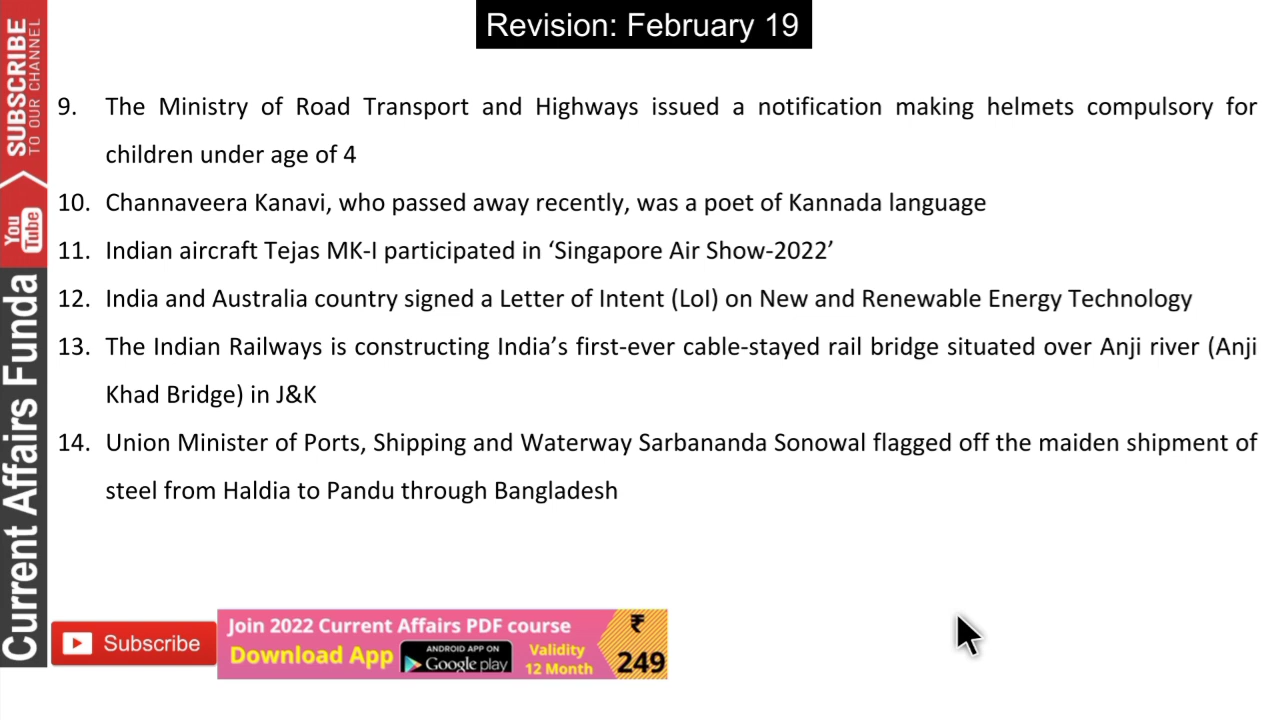 Revision: February 19
9. The Ministry of Road Transport and Highways issued a notification making helmets compulsory for
children under age of 4
10. Channaveera Kanavi, who passed away recently, was a poet of Kannada language
11. Indian aircraft Tejas MK-I participated in ‘Singapore Air Show-2022’
12. India and Australia country signed a Letter of Intent (LoI) on New and Renewable Energy Technology
13. The Indian Railways is constructing India’s first-ever cable-stayed rail bridge situated over Anji river (Anji
Khad Bridge) in J&K
14. Union Minister of Ports, Shipping and Waterway Sarbananda Sonowal flagged off the maiden shipment of
steel from Haldia to Pandu through Bangladesh
SUBSCRIBE
TO OUR CHANNEL
You
Tube
Current Affairs Funda
Subscribe
Join 2022 Current Affairs PDF course
Download App
ANDROID APP ON
Google play
Validity
12 Month
₹
249